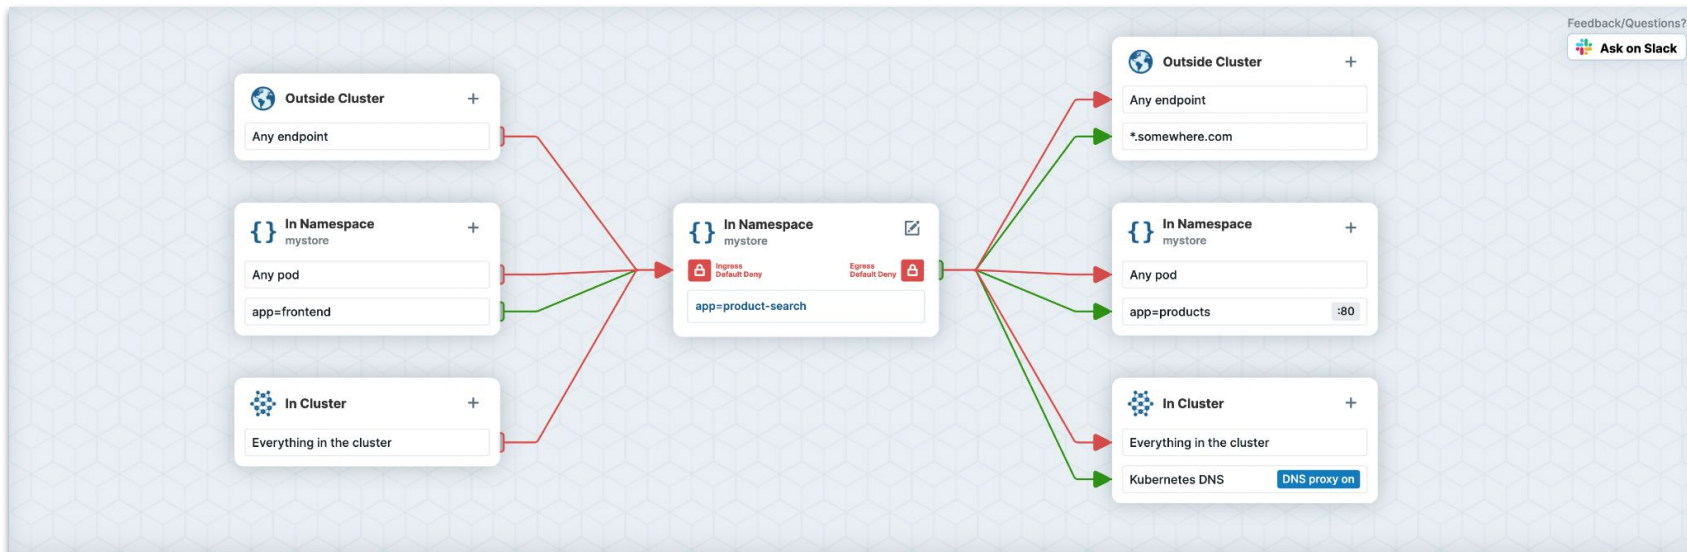 Feedback/Questions?
Ask on Slack
Outside Cluster
Any endpoint
In Namespace
mystore
Any pod
app=frontend
In Cluster
Everything in the cluster
In Namespace
mystore
Ingress
Default Deny
Egress
Default Deny
app=product-search
Outside Cluster
Any endpoint
*.somewhere.com
In Namespace
mystore
Any pod
app=products :80
In Cluster
Everything in the cluster
Kubernetes DNS DNS proxy on